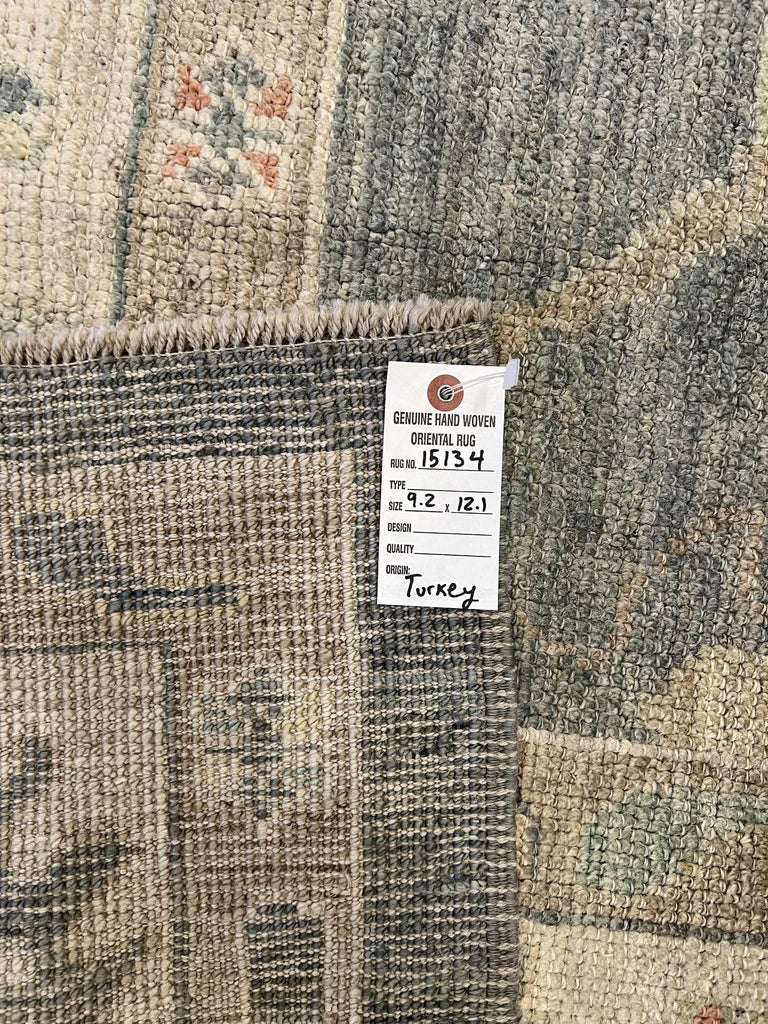 GENUINE HAND WOVEN
ORIENTAL RUG
RUG NO. 15134
TYPE
SIZE 9.2 X 12.1
DESIGN
QUALITY
ORIGIN:
Turkey